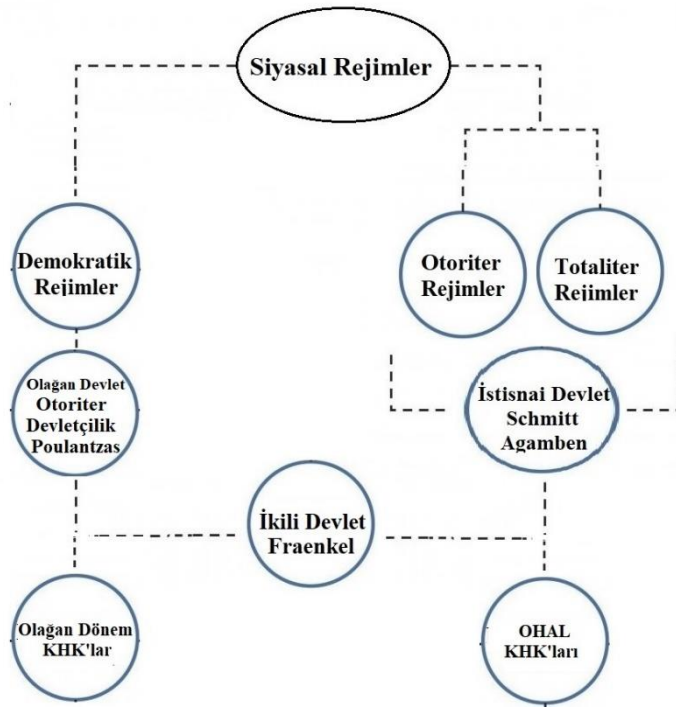 Siyasal Rejimler
Demokratik
Rejimler
Otoriter
Rejimler
Totaliter
Rejimler
Olağan Devlet
Otoriter
Devletçilik
Poulantzas
İstisnai Devlet
Schmitt
Agamben
İkili Devlet
Fraenkel
Olağan Dönem
KHK'lar
OHAL
KHK'ları